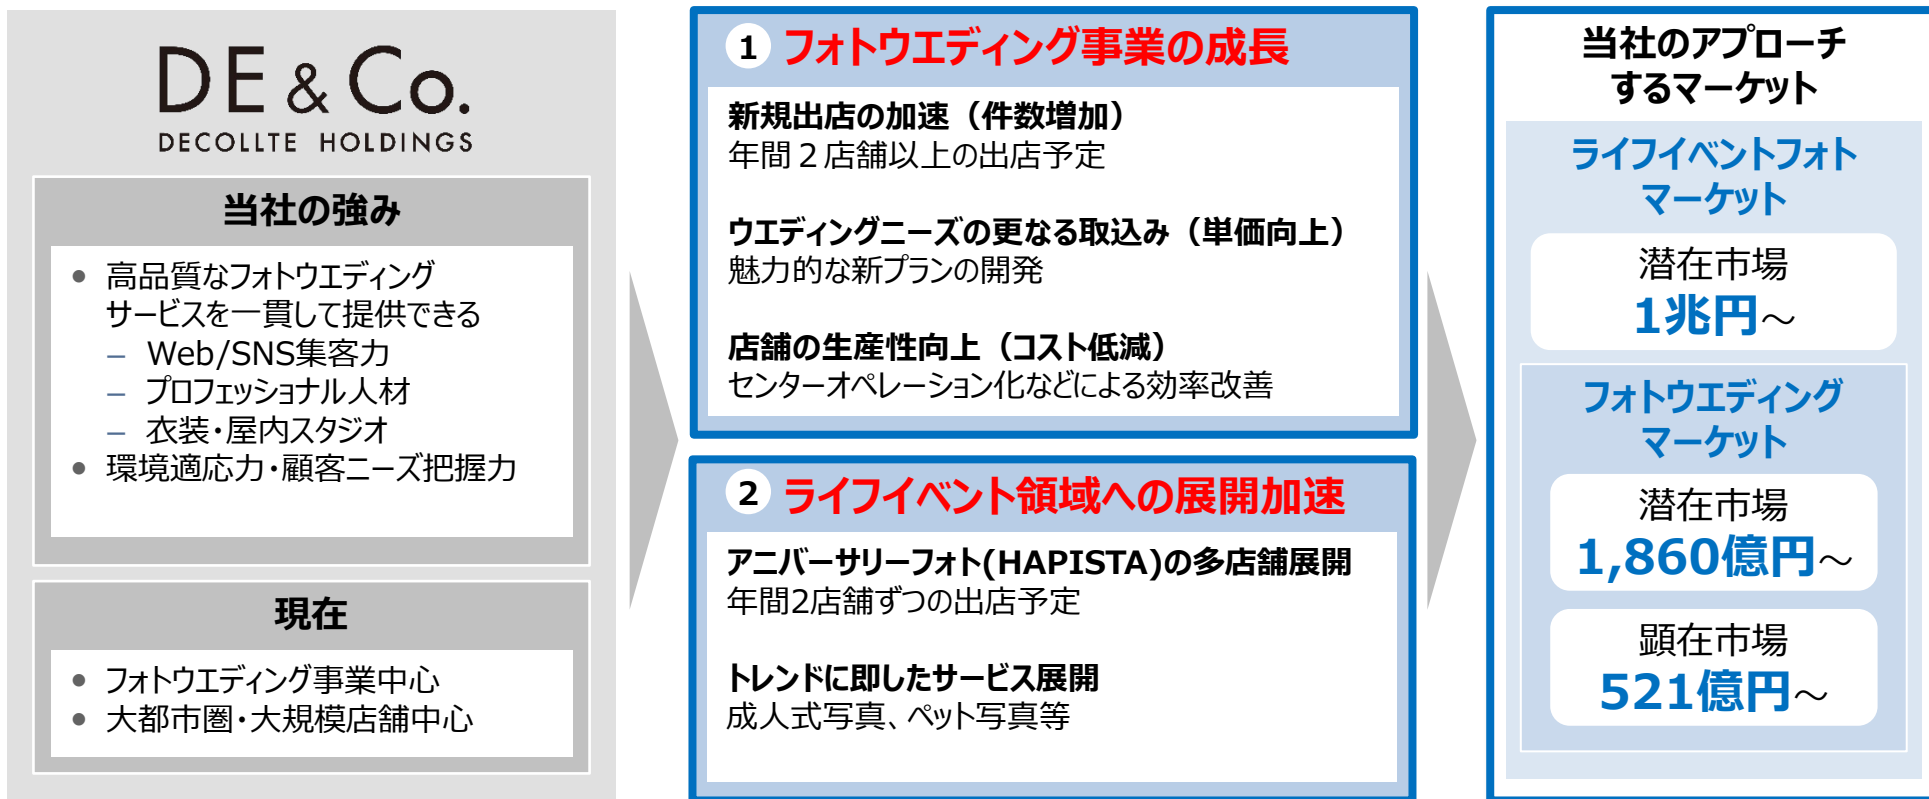 DE & Co.
DECOLLTE HOLDINGS
当社の強み
● 高品質なフォトウエディング
サービスを一貫して提供できる
– Web/SNS集客力
– プロフェッショナル人材
– 衣装・屋内スタジオ
● 環境適応力・顧客ニーズ把握力
現在
● フォトウエディング事業中心
● 大都市圏・大規模店舗中心
1 フォトウエディング事業の成長
新規出店の加速（件数増加）
年間２店舗以上の出店予定
ウエディングニーズの更なる取込み（単価向上）
魅力的な新プランの開発
店舗の生産性向上（コスト低減）
センターオペレーション化などによる効率改善
2 ライフイベント領域への展開加速
アニバーサリーフォト(HAPISTA)の多店舗展開
年間2店舗ずつの出店予定
トレンドに即したサービス展開
成人式写真、ペット写真等
当社のアプローチ
するマーケット
ライフイベントフォト
マーケット
潜在市場
1兆円～
フォトウエディング
マーケット
潜在市場
1,860億円～
顕在市場
521億円～